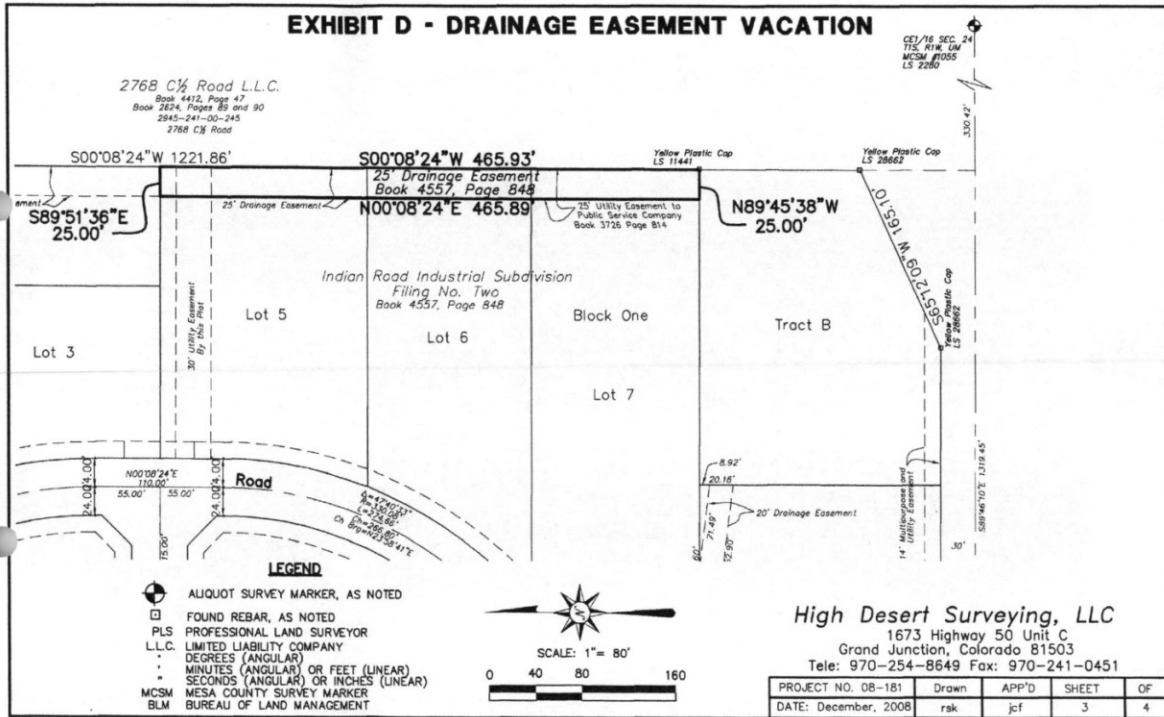 EXHIBIT D - DRAINAGE EASEMENT VACATION
CE1/16 SEC. 24
T1S, R1W, UM
MCSM #1055
LS 2280
330.42'
2768 C½ Road L.L.C.
Book 4412, Page 47
Book 2624, Pages 89 and 90
2945-241-00-245
2768 C½ Road
S00°08'24"W 1221.86'
S00°08'24"W 465.93'
Yellow Plastic Cap
LS 11441
Yellow Plastic Cap
LS 28662
25' Drainage Easement
Book 4557, Page 848
ement
25' Drainage Easement
N00°08'24"E 465.89'
25' Utility Easement to
Public Service Company
Book 3726 Page 814
S89°51'36"E
25.00'
N89°45'38"W
25.00'
S65°12'09"W 165.10'
Yellow Plastic Cap
LS 28662
Indian Road Industrial Subdivision
Filing No. Two
Book 4557, Page 848
Lot 3
30' Utility Easement
By this Plat
Lot 5
Lot 6
Block One
Lot 7
Tract B
N00°08'24"E
110.00'
55.00' 55.00'
24.00' 24.00'
24.00' 24.00'
15.00'
Road
Δ=47°40'33"
Ch Brg=N23°58'41"E
8.92'
20.18'
71.49'
20' Drainage Easement
14' Multipurpose and
Utility Easement
30'
S89°46'10"E 1319.45'
LEGEND
ALIQUOT SURVEY MARKER, AS NOTED
FOUND REBAR, AS NOTED
PLS PROFESSIONAL LAND SURVEYOR
L.L.C. LIMITED LIABILITY COMPANY
° DEGREES (ANGULAR)
' MINUTES (ANGULAR) OR FEET (LINEAR)
" SECONDS (ANGULAR) OR INCHES (LINEAR)
MCSM MESA COUNTY SURVEY MARKER
BLM BUREAU OF LAND MANAGEMENT
N
SCALE: 1"= 80'
0 40 80 160
High Desert Surveying, LLC
1673 Highway 50 Unit C
Grand Junction, Colorado 81503
Tele: 970-254-8649 Fax: 970-241-0451
PROJECT NO. 08-181 Drawn APP'D SHEET OF
DATE: December, 2008 rsk jcf 3 4